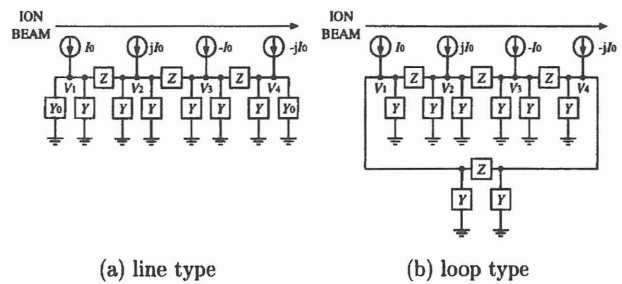 ION BEAM
I0 jI0 -I0 -jI0
Z Z Z
V1 V2 V3 V4
Y0 Y Y Y Y Y Y Y0
(a) line type
ION BEAM
I0 jI0 -I0 -jI0
Z Z Z
V1 V2 V3 V4
Y Y Y Y Y Y
Z
Y Y
(b) loop type